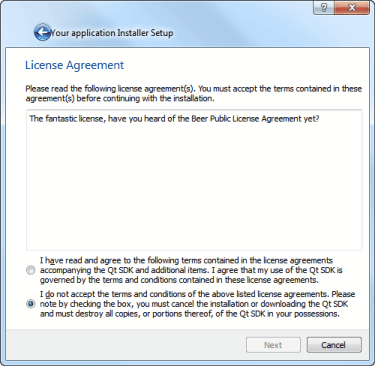 ?
Your application Installer Setup
License Agreement
Please read the following license agreement(s). You must accept the terms contained in these
agreement(s) before continuing with the installation.
The fantastic license, have you heard of the Beer Public License Agreement yet?
I have read and agree to the following terms contained in the license agreements
accompanying the Qt SDK and additional items. I agree that my use of the Qt SDK is
governed by the terms and conditions contained in these license agreements.
I do not accept the terms and conditions of the above listed license agreements. Please
note by checking the box, you must cancel the installation or downloading the Qt SDK
and must destroy all copies, or portions thereof, of the Qt SDK in your possessions.
Next Cancel